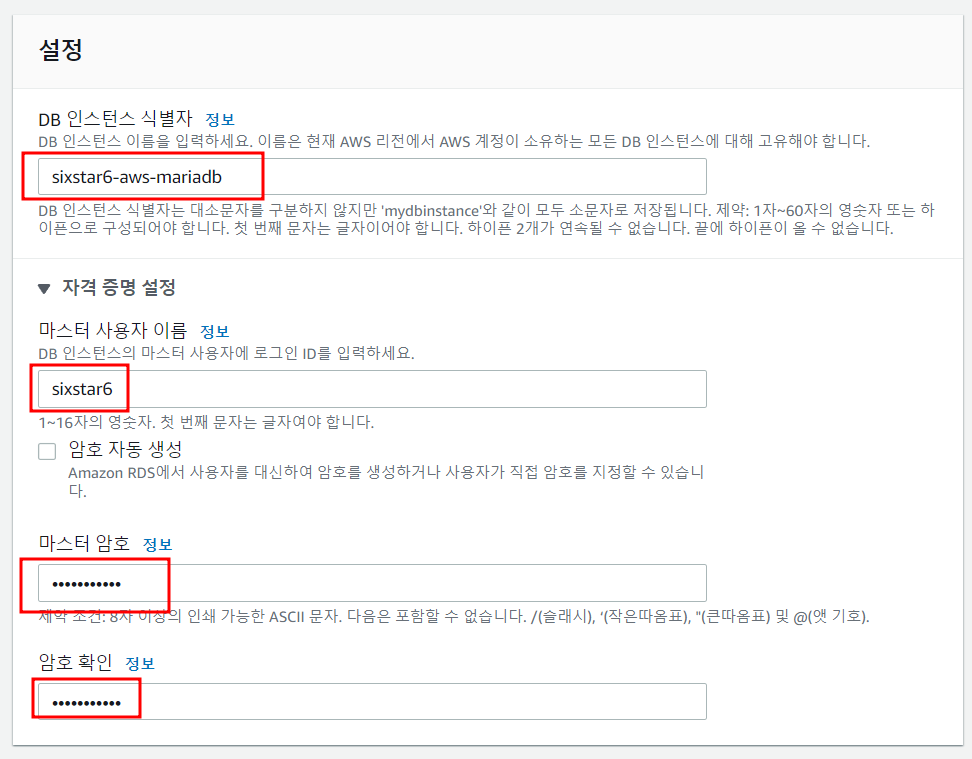 설정
DB 인스턴스 식별자 정보
DB 인스턴스 이름을 입력하세요. 이름은 현재 AWS 리전에서 AWS 계정이 소유하는 모든 DB 인스턴스에 대해 고유해야 합니다.
sixstar6-aws-mariadb
DB 인스턴스 식별자는 대소문자를 구분하지 않지만 'mydbinstance'와 같이 모두 소문자로 저장됩니다. 제약: 1자~60자의 영숫자 또는 하
이픈으로 구성되어야 합니다. 첫 번째 문자는 글자이어야 합니다. 하이픈 2개가 연속될 수 없습니다. 끝에 하이픈이 올 수 없습니다.
▼ 자격 증명 설정
마스터 사용자 이름 정보
DB 인스턴스의 마스터 사용자에 로그인 ID를 입력하세요.
sixstar6
1~16자의 영숫자. 첫 번째 문자는 글자여야 합니다.
암호 자동 생성
Amazon RDS에서 사용자를 대신하여 암호를 생성하거나 사용자가 직접 암호를 지정할 수 있습니
다.
마스터 암호 정보
•••••••••••
제약 조건: 8자 이상의 인쇄 가능한 ASCII 문자. 다음은 포함할 수 없습니다. /(슬래시), '(작은따옴표), "(큰따옴표) 및 @(앳 기호).
암호 확인 정보
•••••••••••